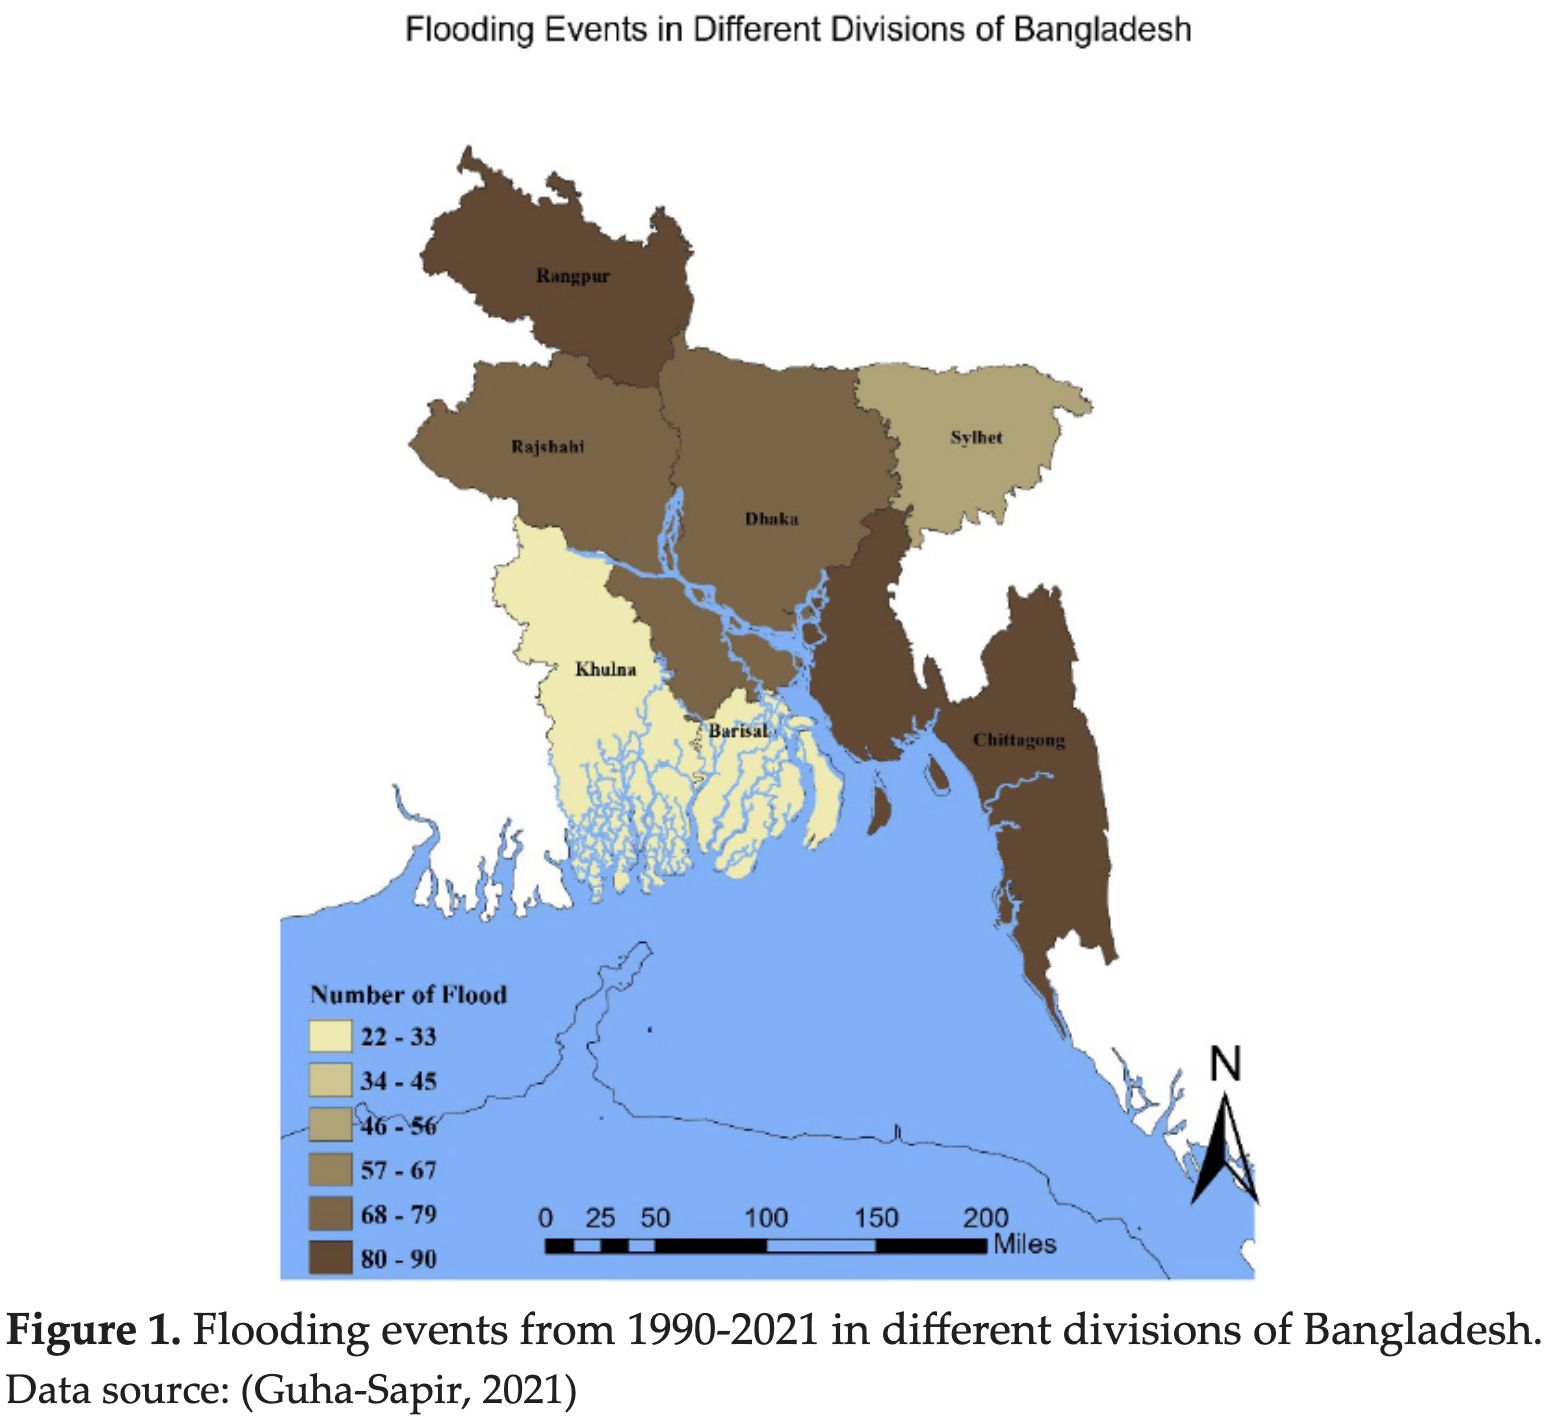 Flooding Events in Different Divisions of Bangladesh
Rangpur
Rajshahi
Sylhet
Dhaka
Khulna
Barisal
Chittagong
Number of Flood
22 - 33
34 - 45
46 - 56
57 - 67
68 - 79
80 - 90
N
0 25 50 100 150 200
Miles
Figure 1. Flooding events from 1990-2021 in different divisions of Bangladesh.
Data source: (Guha-Sapir, 2021)